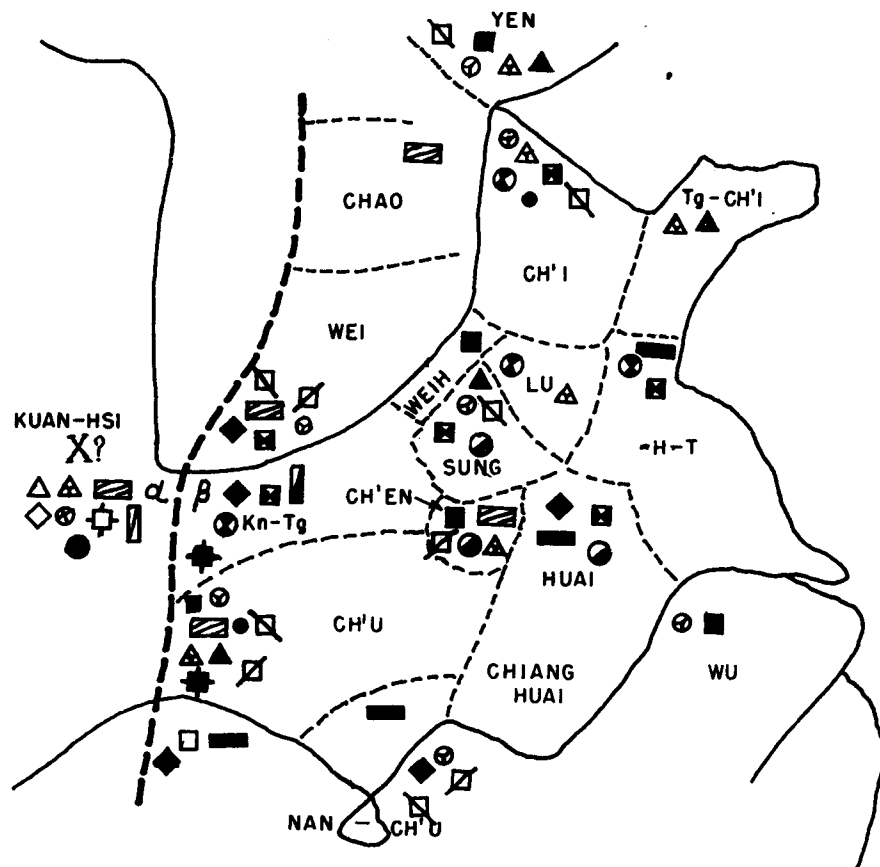 YEN
Tg-CH'I
CHAO
CH'I
WEI
WEIH
LU
KUAN-HSI
X?
α β
SUNG
-H-T
CH'EN
Kn-Tg
HUAI
CH'U
CHIANG
HUAI
WU
NAN - CH'U